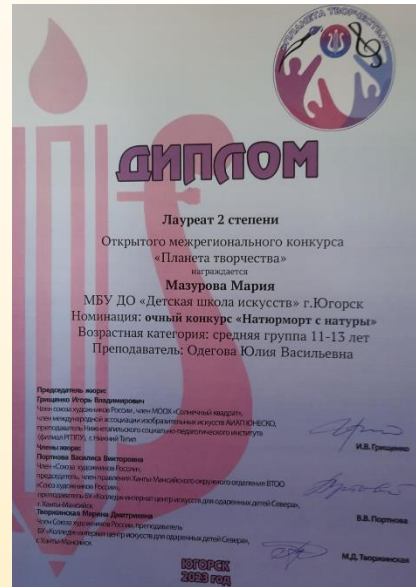 «ПЛАНЕТА ТВОРЧЕСТВА»
ДИПЛОМ
Лауреат 2 степени
Открытого межрегионального конкурса
«Планета творчества»
награждается
Мазурова Мария
МБУ ДО «Детская школа искусств» г.Югорск
Номинация: очный конкурс «Натюрморт с натуры»
Возрастная категория: средняя группа 11-13 лет
Преподаватель: Одегова Юлия Васильевна
Председатель жюри:
Грищенко Игорь Владимирович
Член союза художников России, член МООХ «Солнечный квадрат»,
член международной ассоциации изобразительных искусств АИАП ЮНЕСКО,
преподаватель Нижнетагильского социально-педагогического института
(филиал РГППУ), г. Нижний Тагил
И.В. Грищенко
Члены жюри:
Портнова Василиса Викторовна
Член «Союза художников России»,
председатель, член правления Ханты-Мансийского окружного отделения ВТОО
«Союз художников России»,
преподаватель БУ «Колледж-интернат центр искусств для одаренных детей Севера»,
г. Ханты-Мансийск
В.В. Портнова
Творжинская Марина Дмитриевна
Член Союза художников России, преподаватель
БУ «Колледж-интернат центр искусств для одаренных детей Севера»,
г. Ханты-Мансийск
М.Д. Творжинская
ЮГОРСК
2023 год